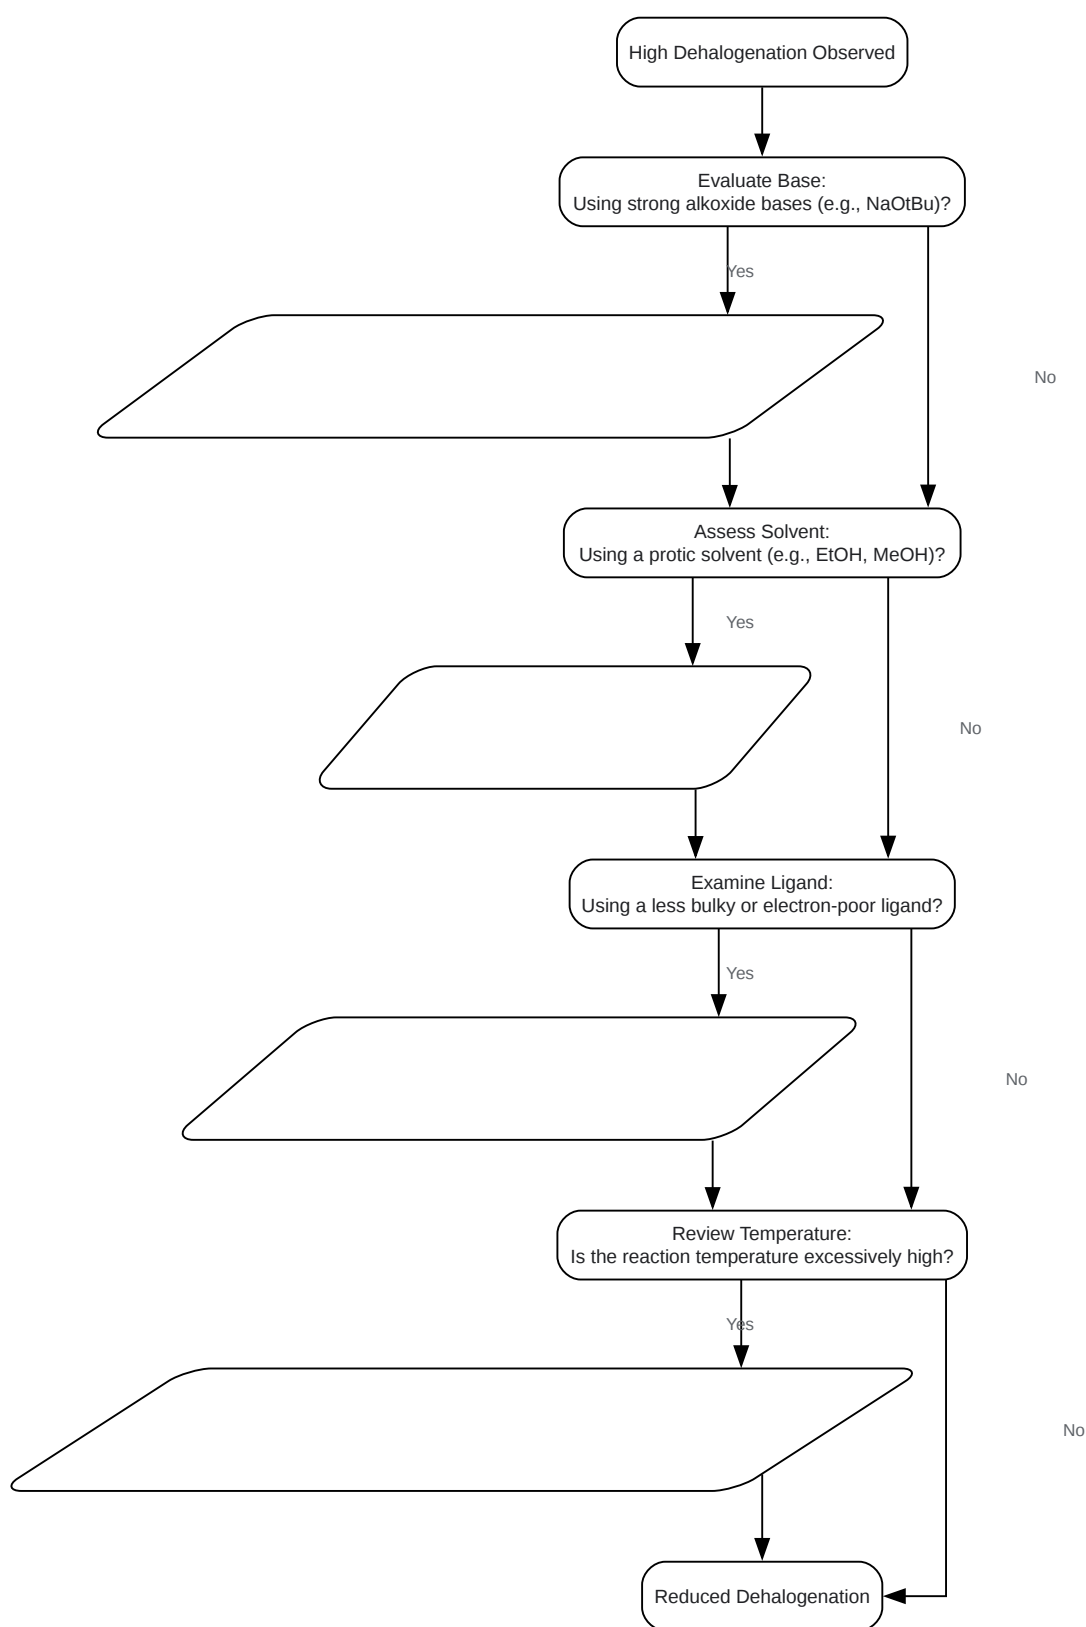 High Dehalogenation Observed
Evaluate Base:
Using strong alkoxide bases (e.g., NaOtBu)?
Yes
No
Assess Solvent:
Using a protic solvent (e.g., EtOH, MeOH)?
Yes
No
Examine Ligand:
Using a less bulky or electron-poor ligand?
Yes
No
Review Temperature:
Is the reaction temperature excessively high?
Yes
No
Reduced Dehalogenation